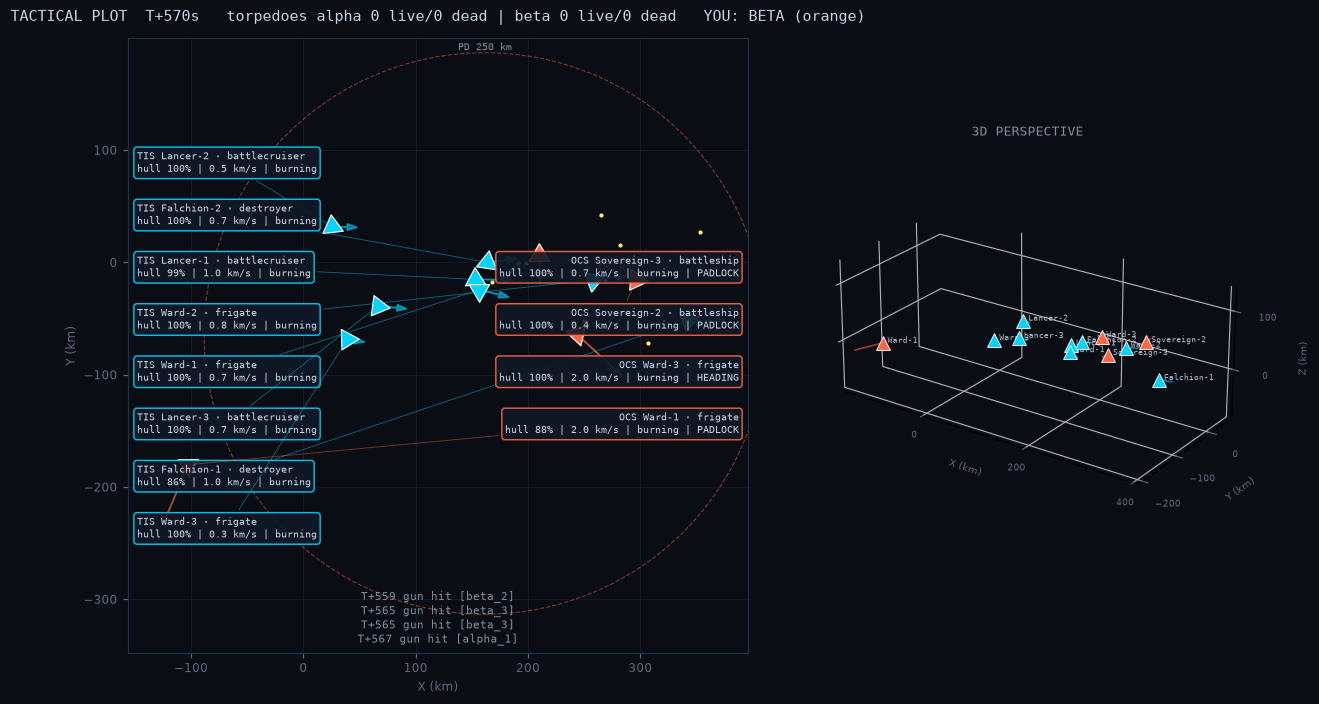 TACTICAL PLOT  T+570s   torpedoes alpha 0 live/0 dead | beta 0 live/0 dead   YOU: BETA (orange)
PD 250 km
TIS Lancer-2 · battlecruiser
hull 100% | 0.5 km/s | burning
TIS Falchion-2 · destroyer
hull 100% | 0.7 km/s | burning
TIS Lancer-1 · battlecruiser
hull 99% | 1.0 km/s | burning
TIS Ward-2 · frigate
hull 100% | 0.8 km/s | burning
TIS Ward-1 · frigate
hull 100% | 0.7 km/s | burning
TIS Lancer-3 · battlecruiser
hull 100% | 0.7 km/s | burning
TIS Falchion-1 · destroyer
hull 86% | 1.0 km/s | burning
TIS Ward-3 · frigate
hull 100% | 0.3 km/s | burning
OCS Sovereign-3 · battleship
hull 100% | 0.7 km/s | burning | PADLOCK
OCS Sovereign-2 · battleship
hull 100% | 0.4 km/s | burning | PADLOCK
OCS Ward-3 · frigate
hull 100% | 2.0 km/s | burning | HEADING
OCS Ward-1 · frigate
hull 88% | 2.0 km/s | burning | PADLOCK
T+559 gun hit [beta_2]
T+565 gun hit [beta_3]
T+565 gun hit [beta_3]
T+567 gun hit [alpha_1]
100
0
−100
−200
−300
Y (km)
−100
0
100
200
300
X (km)
3D PERSPECTIVE
Lancer-2
Ward-1
Lancer-3
Ward-3
Sovereign-2
Sovereign-3
Falchion-1
0
200
400
X (km)
−200
−100
0
Y (km)
0
100
Z (km)